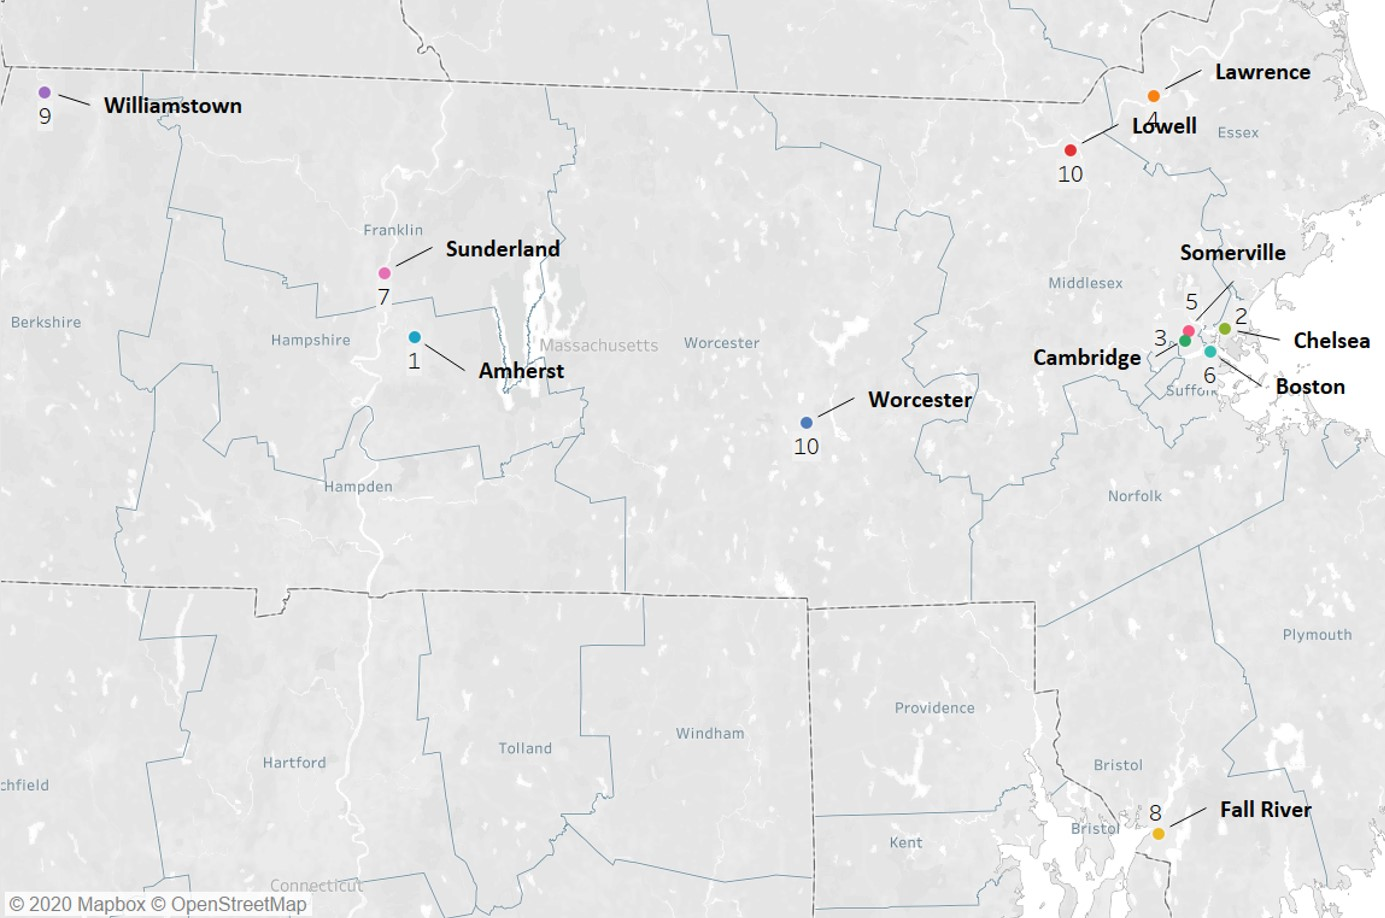 Lawrence
4
Lowell
Essex
10
Williamstown
9
Franklin
Sunderland
7
Somerville
Middlesex
5
2
Chelsea
3
Cambridge
6
Boston
Suffolk
Berkshire
Hampshire
1
Amherst
Massachusetts
Worcester
Worcester
10
Hampden
Norfolk
Plymouth
Providence
Windham
Tolland
Hartford
chfield
Bristol
8
Fall River
Bristol
Kent
Connecticut
© 2020 Mapbox © OpenStreetMap